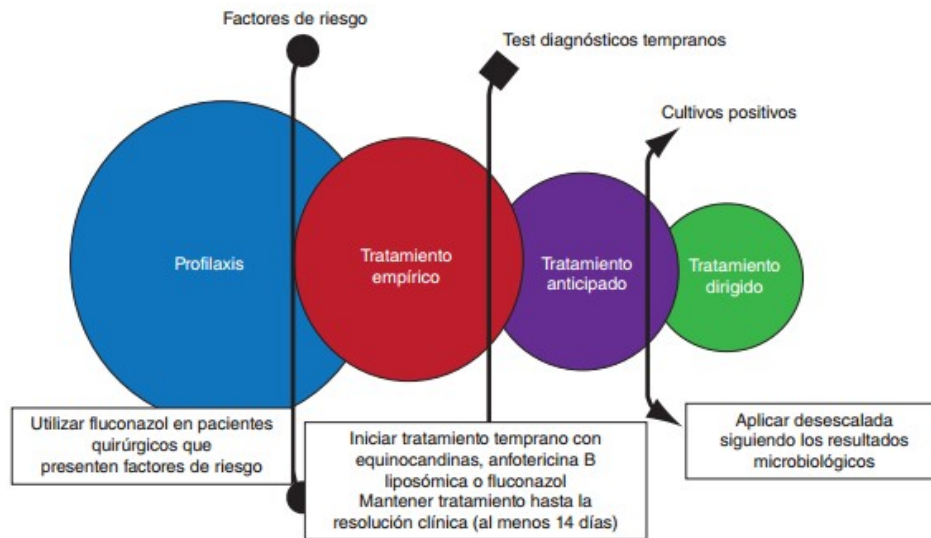 Factores de riesgo
Test diagnósticos tempranos
Cultivos positivos
Profilaxis
Tratamiento
empírico
Tratamiento
anticipado
Tratamiento
dirigido
Utilizar fluconazol en pacientes
quirúrgicos que
presenten factores de riesgo
Iniciar tratamiento temprano con
equinocandinas, anfotericina B
liposómica o fluconazol
Mantener tratamiento hasta la
resolución clínica (al menos 14 días)
Aplicar desescalada
siguiendo los resultados
microbiológicos